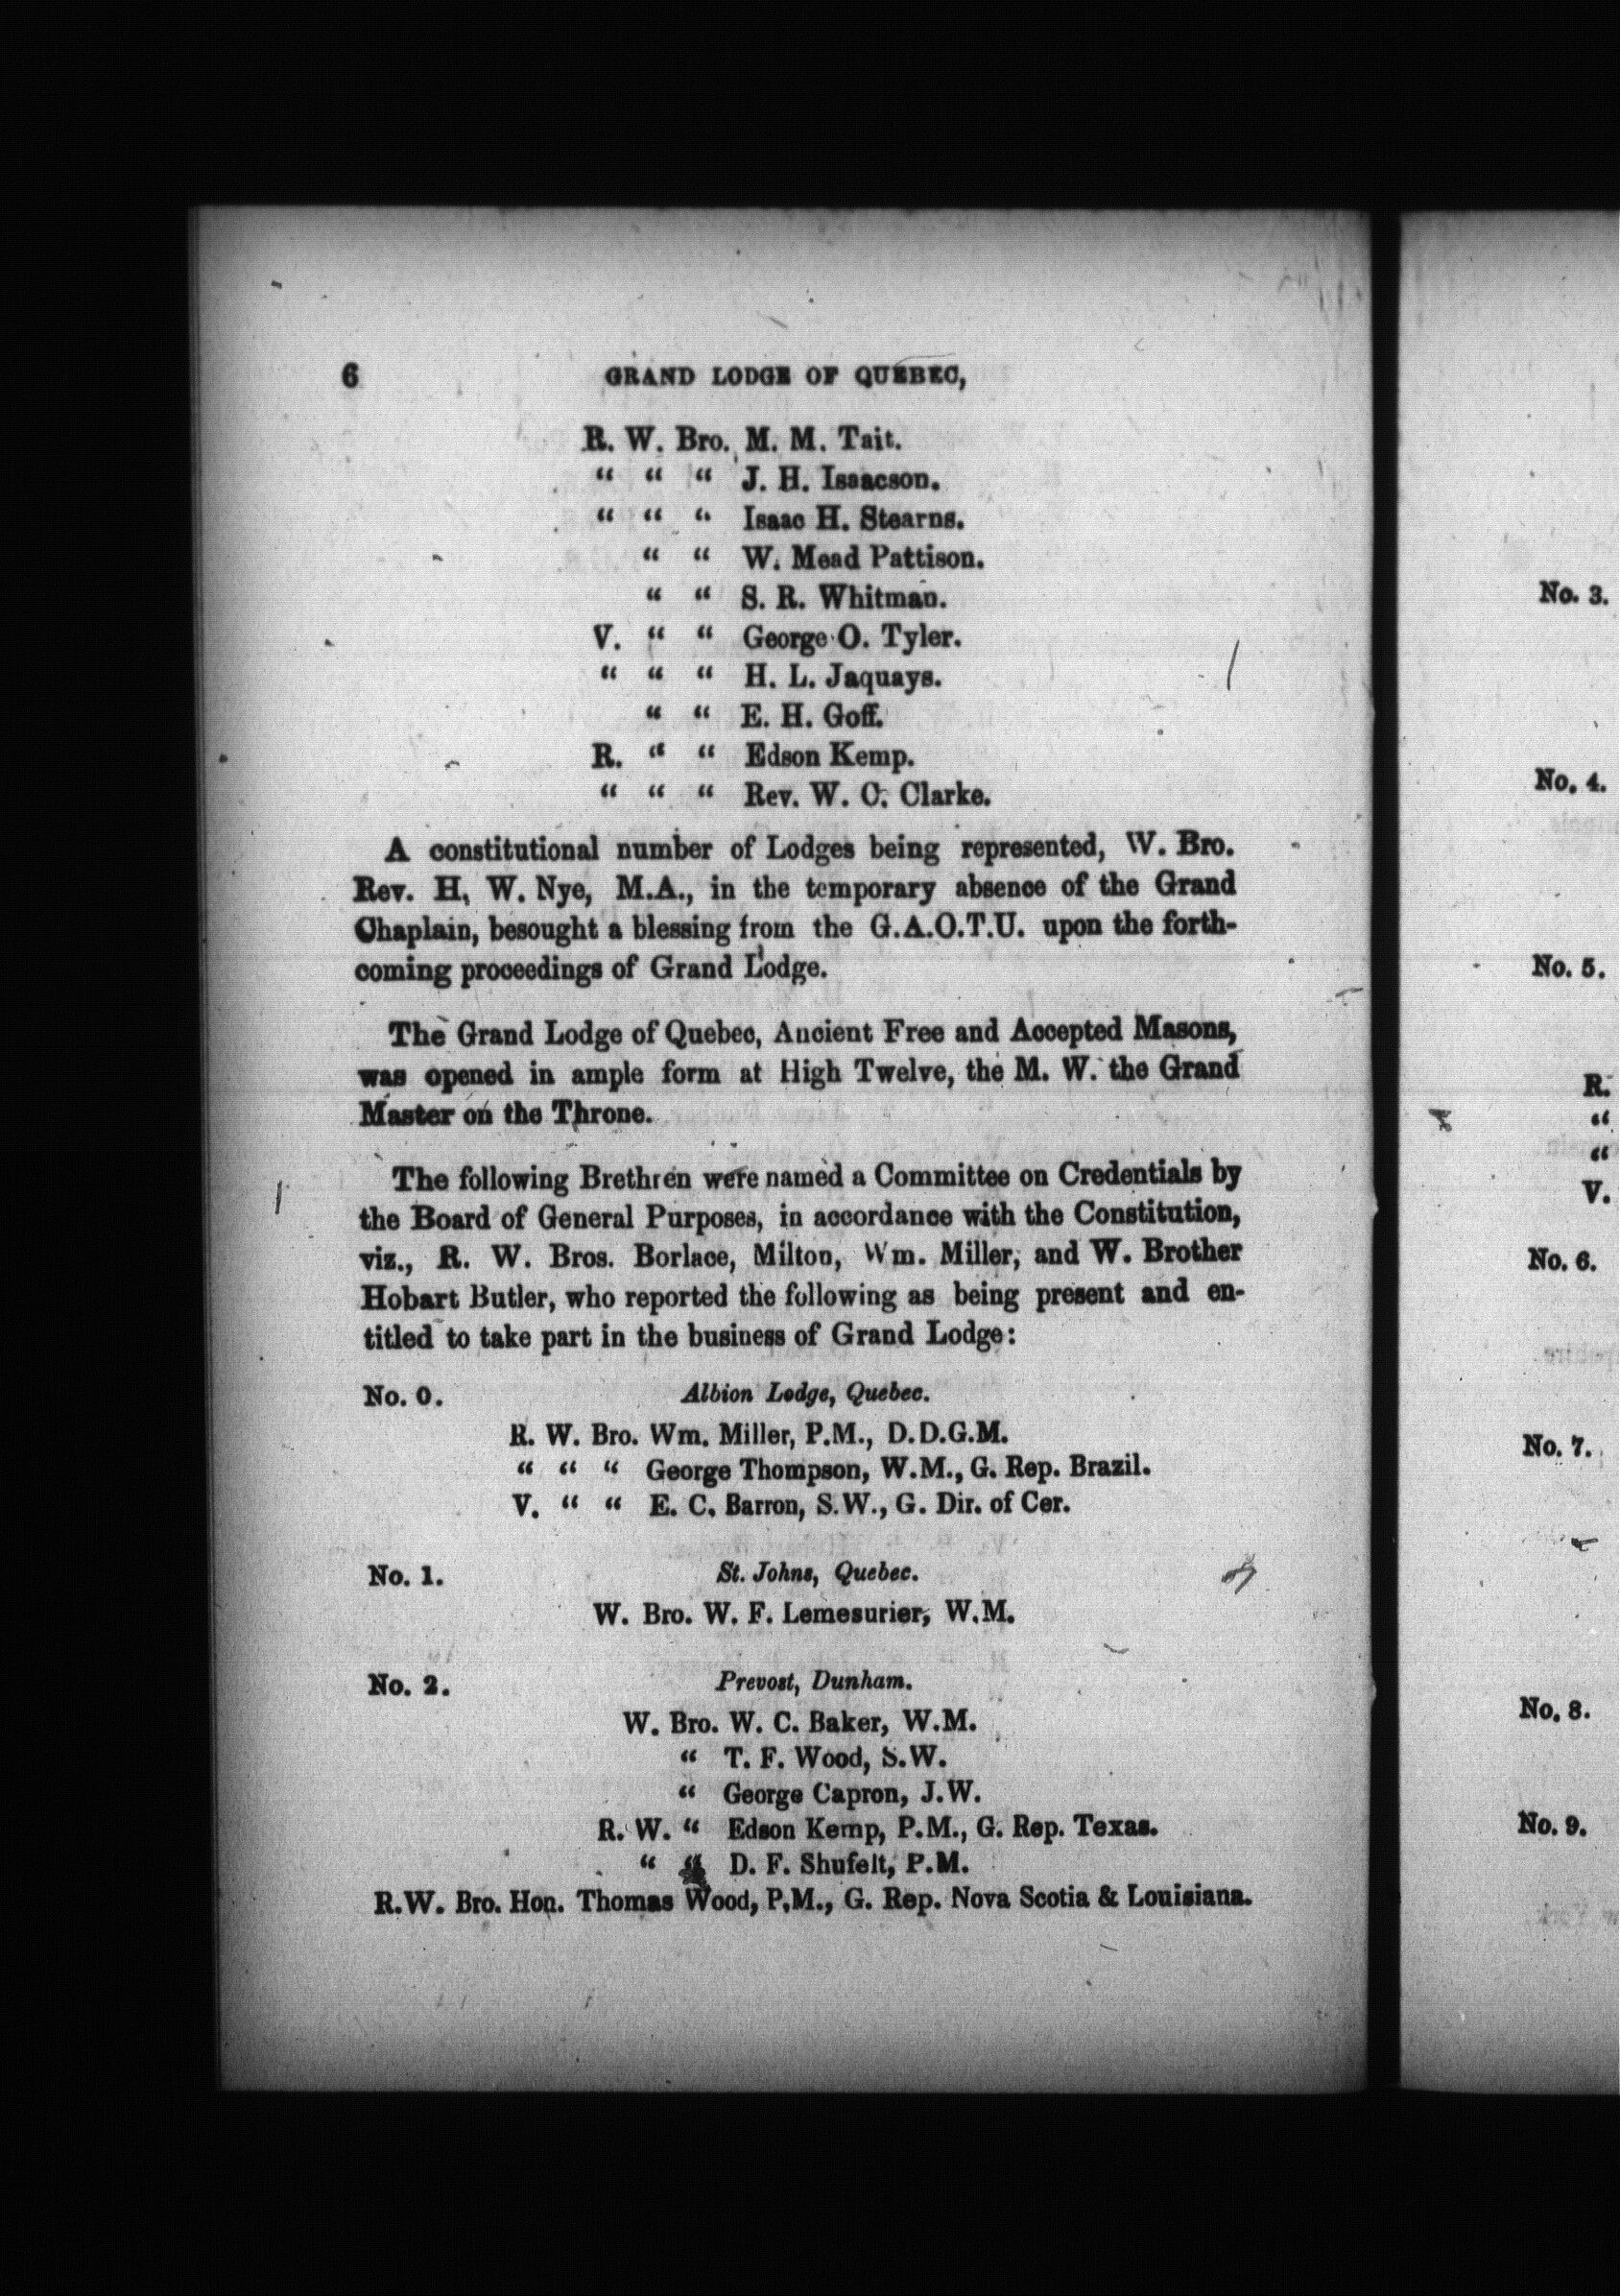 6 GRAND LODGE OF QUEBEC,
R. W. Bro. M. M. Tait.
“ “ “ J. H. Isaacson.
“ “ “ Isaac H. Stearns.
“ “ W. Mead Pattison.
“ “ S. R. Whitman.
V. “ “ George O. Tyler.
“ “ “ H. L. Jaquays.
“ “ E. H. Goff.
R. “ “ Edson Kemp.
“ “ “ Rev. W. C. Clarke.
A constitutional number of Lodges being represented, W. Bro.
Rev. H. W. Nye, M.A., in the temporary absence of the Grand
Chaplain, besought a blessing from the G.A.O.T.U. upon the forth-
coming proceedings of Grand Lodge.
The Grand Lodge of Quebec, Ancient Free and Accepted Masons,
was opened in ample form at High Twelve, the M. W. the Grand
Master on the Throne.
The following Brethren were named a Committee on Credentials by
the Board of General Purposes, in accordance with the Constitution,
viz., R. W. Bros. Borlace, Milton, Wm. Miller, and W. Brother
Hobart Butler, who reported the following as being present and en-
titled to take part in the business of Grand Lodge:
No. 0. Albion Lodge, Quebec.
R. W. Bro. Wm. Miller, P.M., D.D.G.M.
“ “ “ George Thompson, W.M., G. Rep. Brazil.
V. “ “ E. C. Barron, S.W., G. Dir. of Cer.
No. 1. St. Johns, Quebec.
W. Bro. W. F. Lemesurier, W.M.
No. 2. Prevost, Dunham.
W. Bro. W. C. Baker, W.M.
“ T. F. Wood, S.W.
“ George Capron, J.W.
R. W. “ Edson Kemp, P.M., G. Rep. Texas.
“ “ D. F. Shufelt, P.M.
R.W. Bro. Hon. Thomas Wood, P.M., G. Rep. Nova Scotia & Louisiana.
No. 3.
No. 4.
No. 5.
R.
“
“
V.
No. 6.
No. 7.
No. 8.
No. 9.